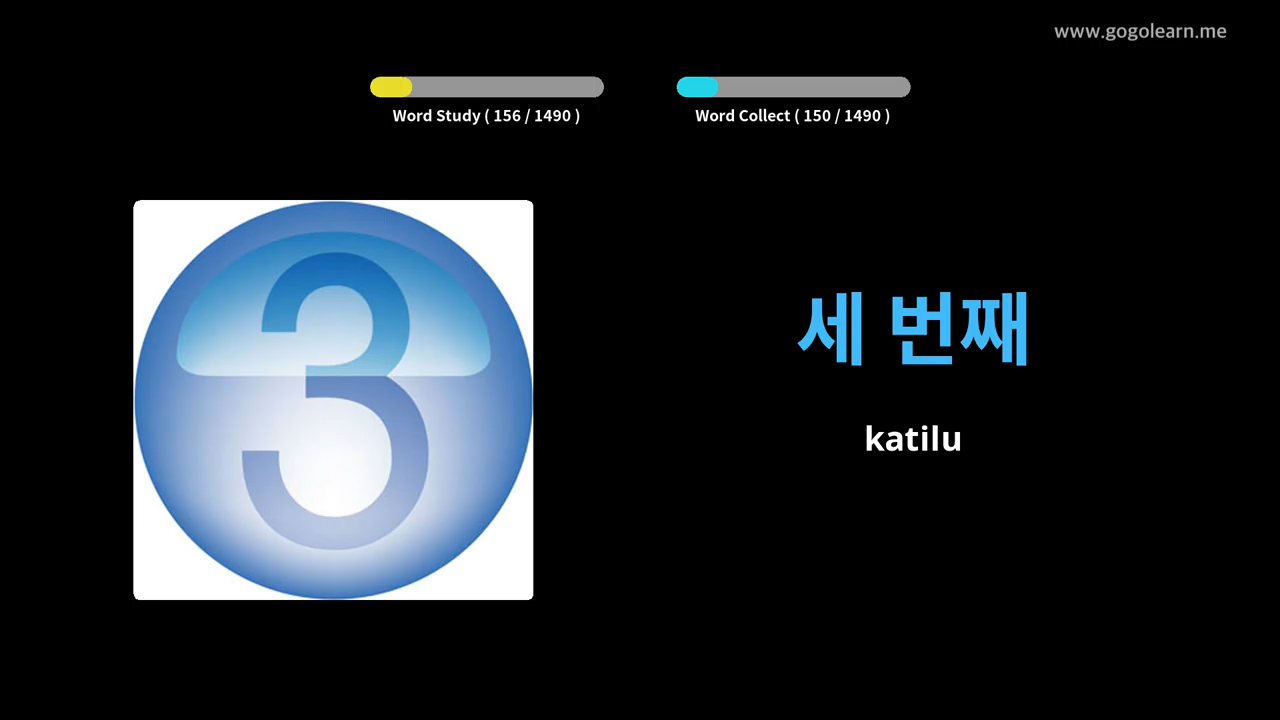 www.gogolearn.me
Word Study ( 156 / 1490 )
Word Collect ( 150 / 1490 )
3
세 번째
katilu